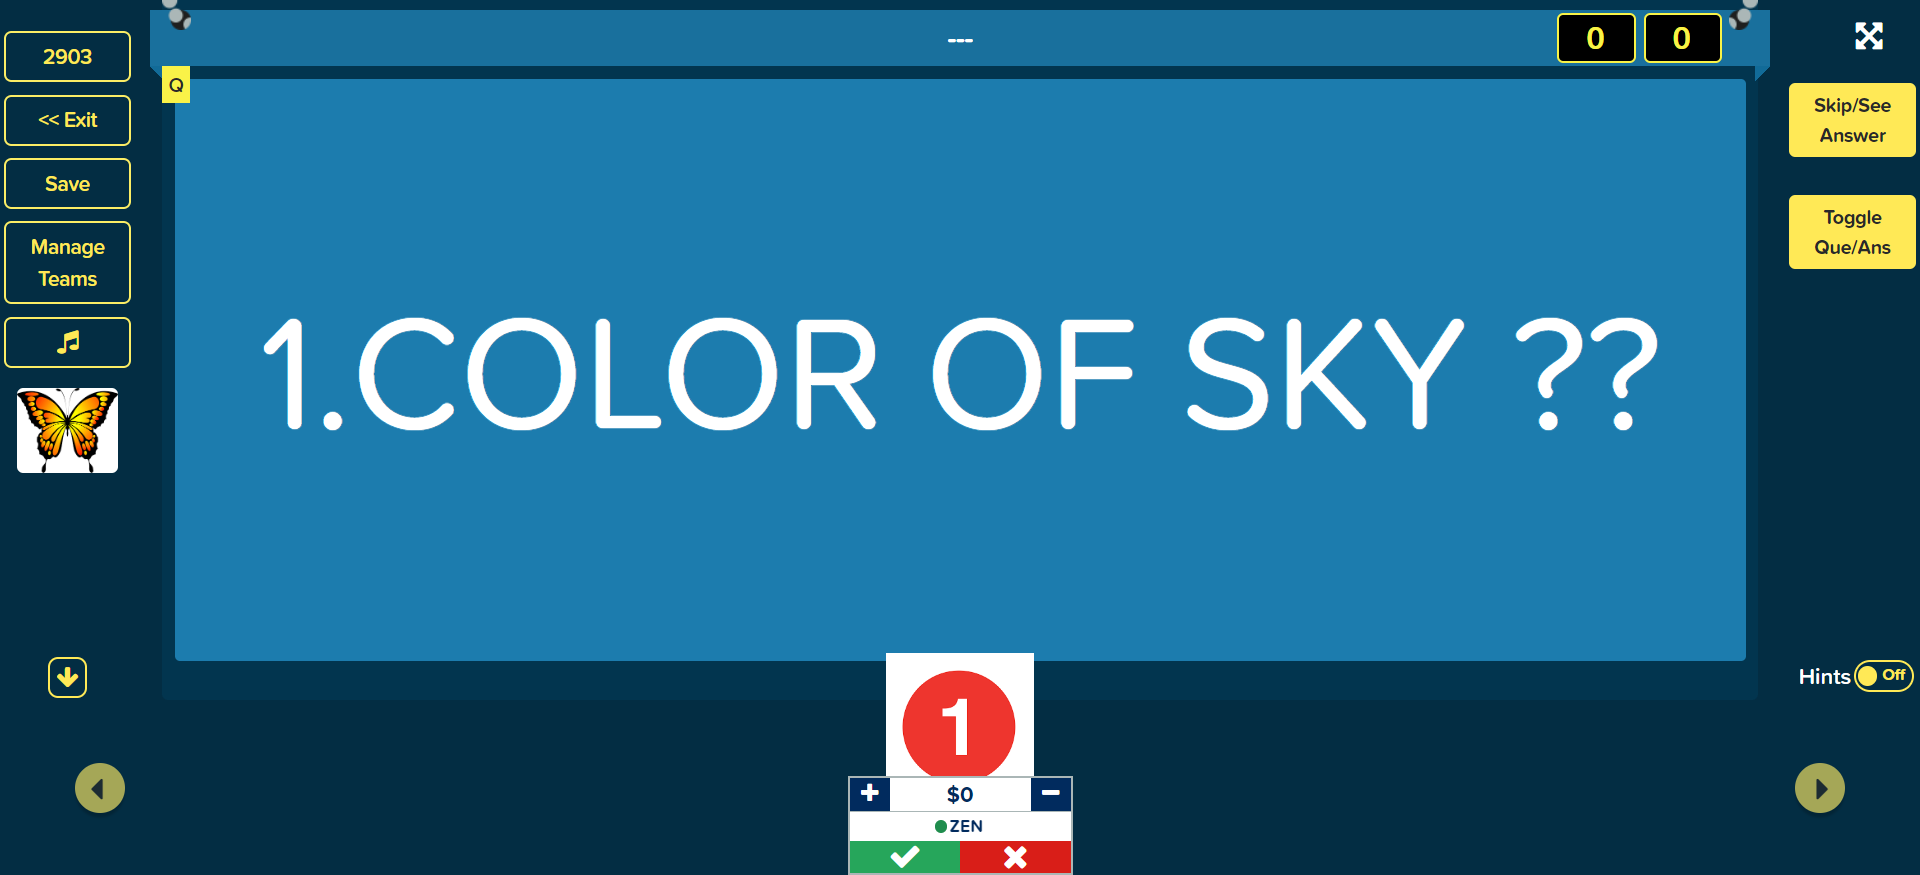 2903
<< Exit
Save
Manage
Teams
---
0 0
Q
1.COLOR OF SKY ??
Skip/See
Answer
Toggle
Que/Ans
Hints Off
1
+ $0 −
ZEN